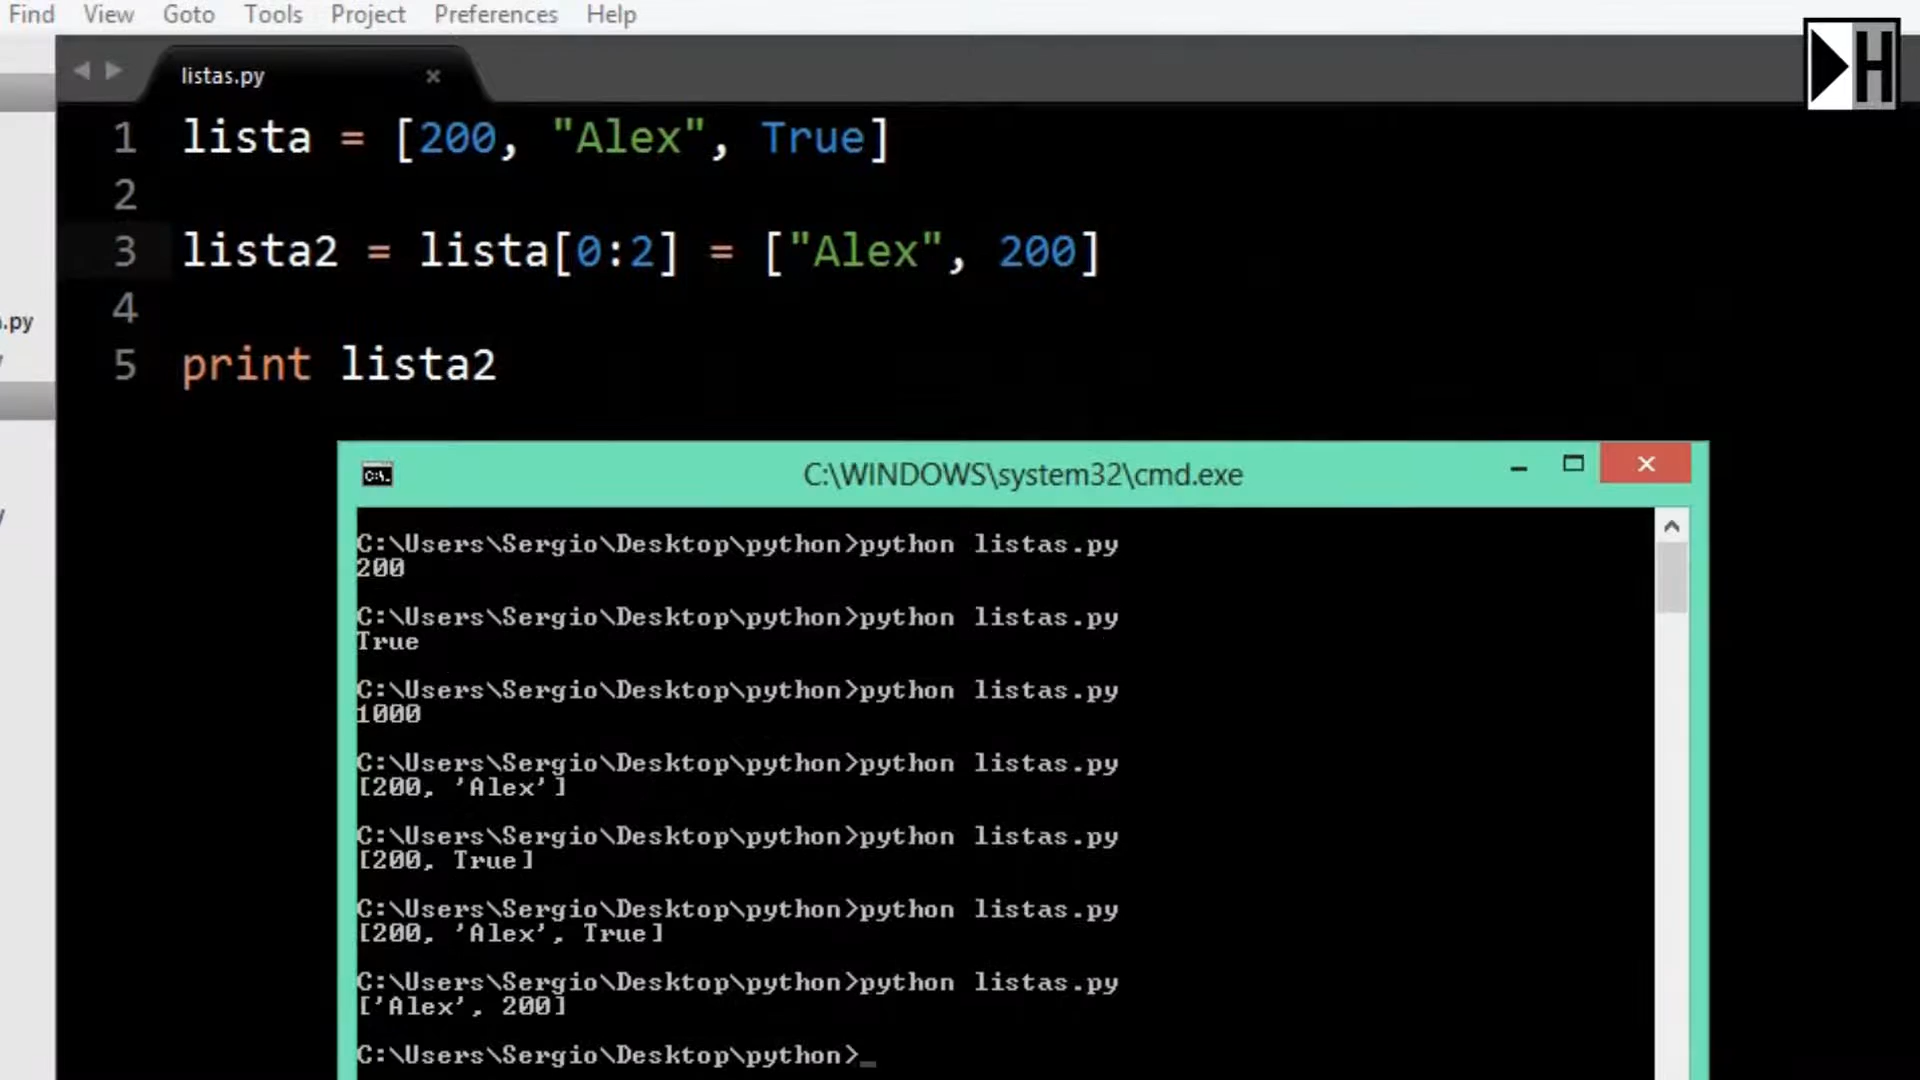 Find View Goto Tools Project Preferences Help
H
listas.py
1 lista = [200, "Alex", True]
2
3 lista2 = lista[0:2] = ["Alex", 200]
4
.py
5 print lista2
C:\WINDOWS\system32\cmd.exe
C:\Users\Sergio\Desktop\python>python listas.py
200
C:\Users\Sergio\Desktop\python>python listas.py
True
C:\Users\Sergio\Desktop\python>python listas.py
1000
C:\Users\Sergio\Desktop\python>python listas.py
[200, 'Alex']
C:\Users\Sergio\Desktop\python>python listas.py
[200, True]
C:\Users\Sergio\Desktop\python>python listas.py
[200, 'Alex', True]
C:\Users\Sergio\Desktop\python>python listas.py
['Alex', 200]
C:\Users\Sergio\Desktop\python>_